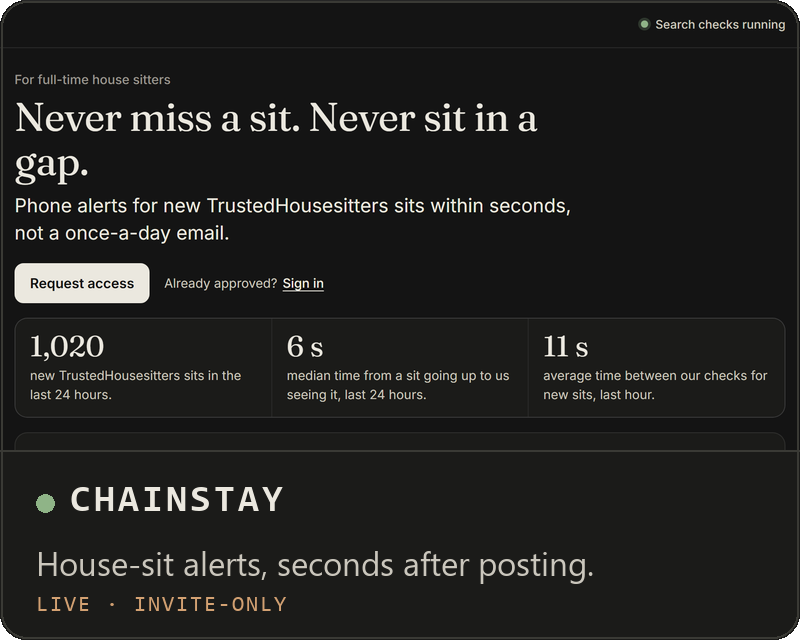 Search checks running
For full-time house sitters
Never miss a sit. Never sit in a
gap.
Phone alerts for new TrustedHousesitters sits within seconds,
not a once-a-day email.
Request access Already approved? Sign in
1,020 6 s 11 s
new TrustedHousesitters sits in the median time from a sit going up to us average time between our checks for
last 24 hours. seeing it, last 24 hours. new sits, last hour.
CHAINSTAY
House-sit alerts, seconds after posting.
LIVE · INVITE-ONLY